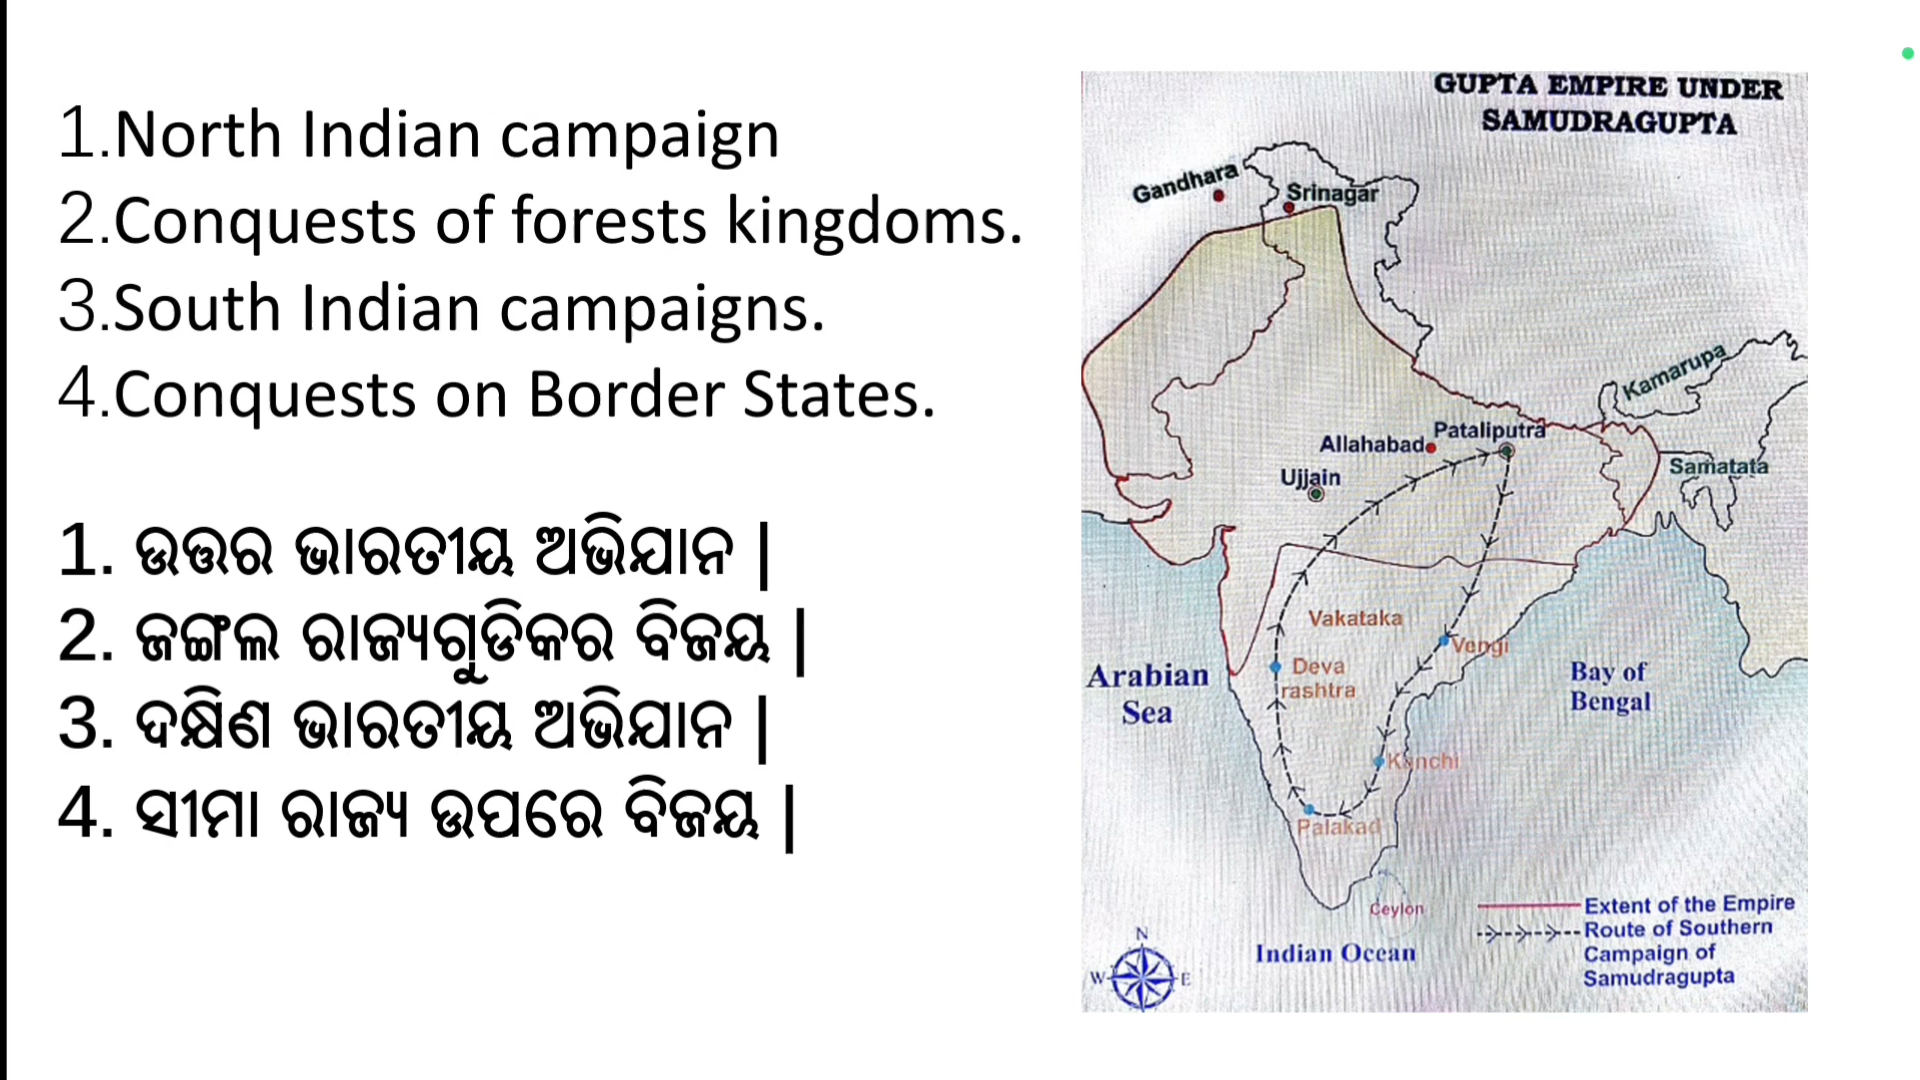 1.North Indian campaign
2.Conquests of forests kingdoms.
3.South Indian campaigns.
4.Conquests on Border States.
1. ଉତ୍ତର ଭାରତୀୟ ଅଭିଯାନ |
2. ଜଙ୍ଗଲ ରାଜ୍ୟଗୁଡିକର ବିଜୟ |
3. ଦକ୍ଷିଣ ଭାରତୀୟ ଅଭିଯାନ |
4. ସୀମା ରାଜ୍ୟ ଉପରେ ବିଜୟ |
GUPTA EMPIRE UNDER
SAMUDRAGUPTA
Gandhara
Srinagar
Kamarupa
Pataliputra
Allahabad
Samatata
Ujjain
Vakataka
Vengi
Deva
rashtra
Arabian
Sea
Bay of
Bengal
Kanchi
Palakad
Ceylon
Extent of the Empire
Route of Southern
Campaign of
Samudragupta
Indian Ocean
N
W
E